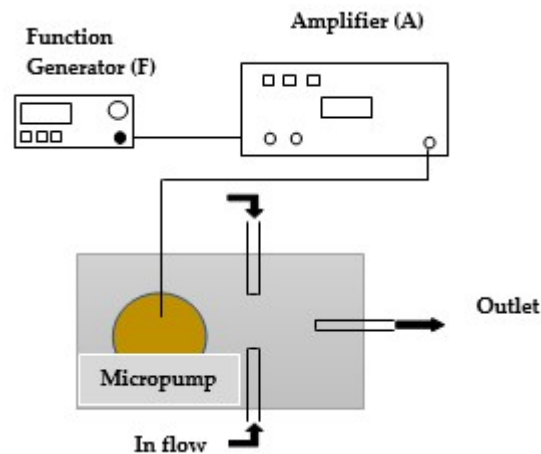 Function
Generator (F)
Amplifier (A)
Outlet
Micropump
In flow